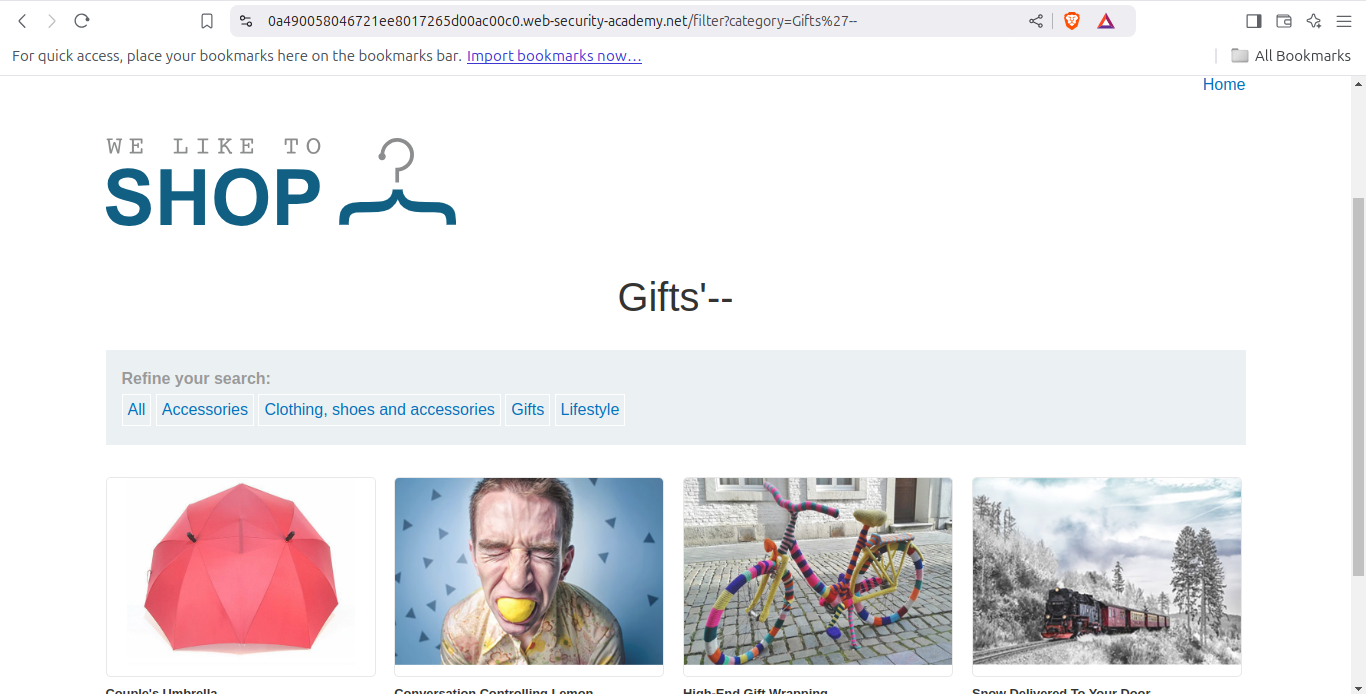 0a490058046721ee8017265d00ac00c0.web-security-academy.net/filter?category=Gifts%27--
For quick access, place your bookmarks here on the bookmarks bar. Import bookmarks now…
All Bookmarks
Home
WE LIKE TO
SHOP
Gifts'--
Refine your search:
All
Accessories
Clothing, shoes and accessories
Gifts
Lifestyle
Couple's Umbrella
Conversation Controlling Lemon
High-End Gift Wrapping
Snow Delivered To Your Door